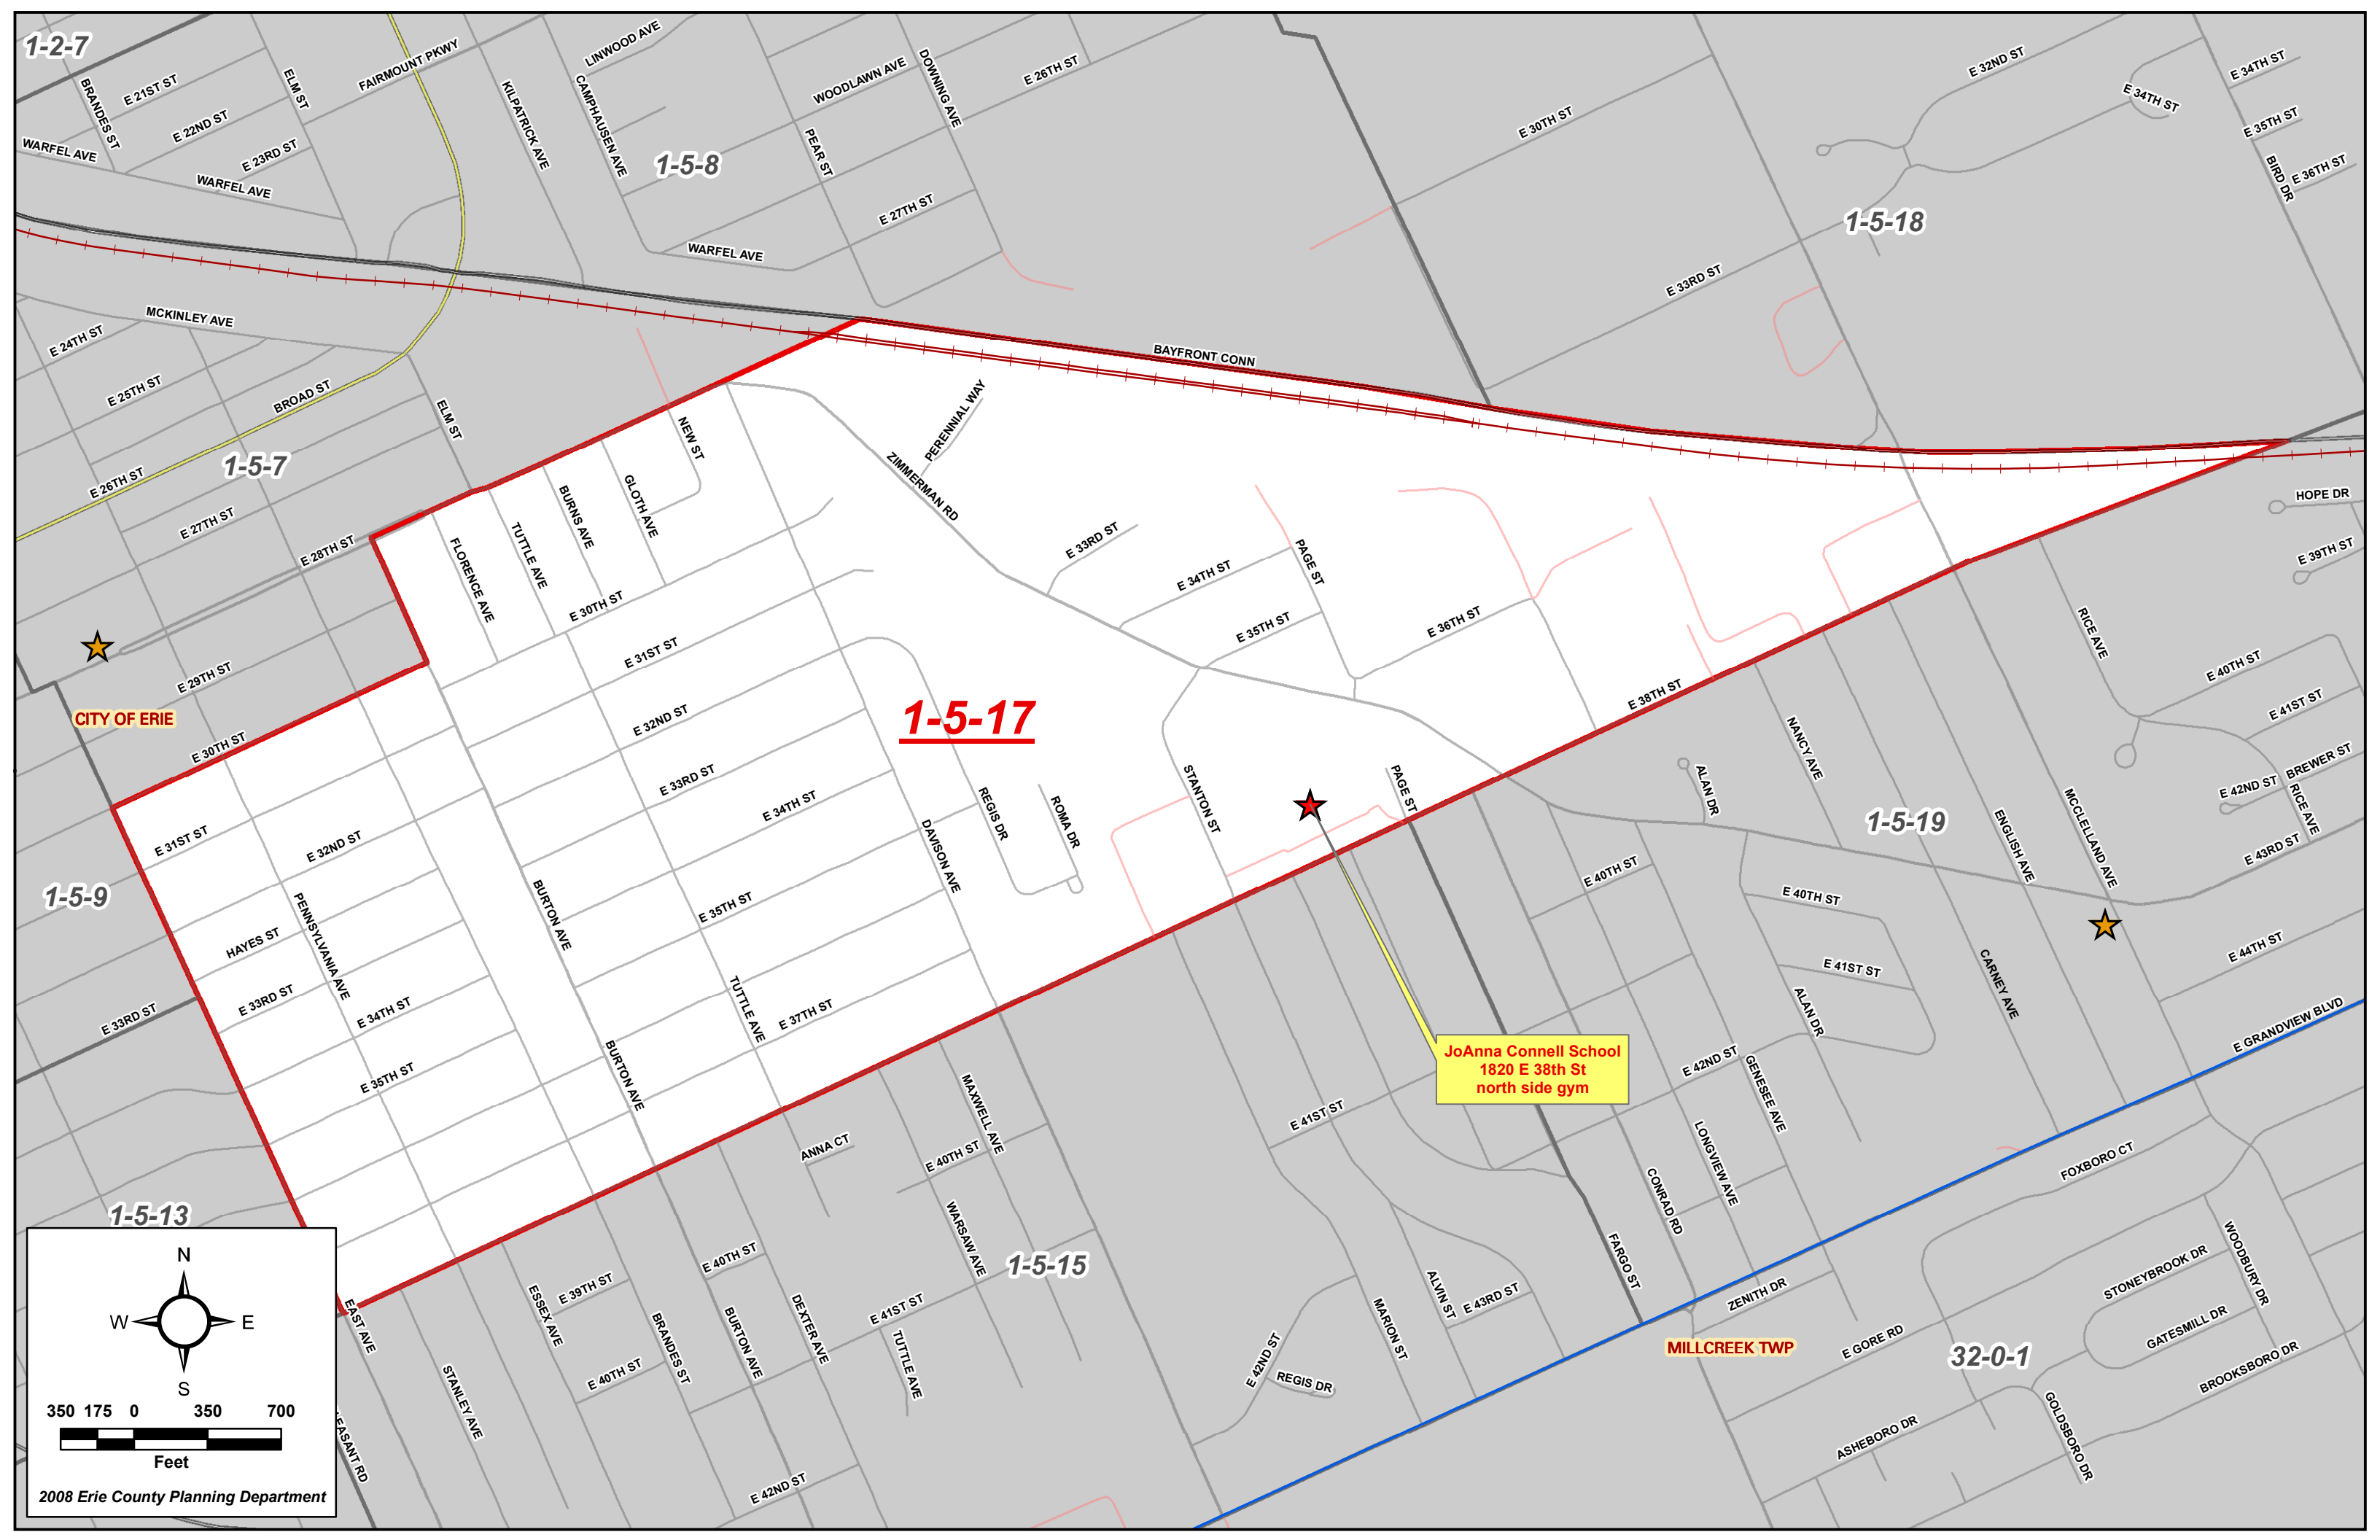 1-2-7
BRANDES ST
E 21ST ST
ELM ST
FAIRMOUNT PKWY
E 22ND ST
E 23RD ST
WARFEL AVE
WARFEL AVE
KILPATRICK AVE
LINWOOD AVE
CAMPHAUSEN AVE
1-5-8
WOODLAWN AVE
DOWNING AVE
E 26TH ST
PEAR ST
E 27TH ST
WARFEL AVE
E 30TH ST
E 32ND ST
E 34TH ST
E 34TH ST
E 35TH ST
E 36TH ST
BIRD DR
1-5-18
E 33RD ST
MCKINLEY AVE
E 24TH ST
E 25TH ST
BROAD ST
ELM ST
E 26TH ST
1-5-7
E 27TH ST
E 28TH ST
E 29TH ST
CITY OF ERIE
E 30TH ST
BAYFRONT CONN
PERENNIAL WAY
ZIMMERMAN RD
NEW ST
GLOTH AVE
BURNS AVE
TUTTLE AVE
FLORENCE AVE
E 30TH ST
E 31ST ST
E 32ND ST
E 33RD ST
E 34TH ST
E 35TH ST
E 37TH ST
E 33RD ST
E 34TH ST
PAGE ST
E 35TH ST
E 36TH ST
E 38TH ST
1-5-17
REGIS DR
ROMA DR
DAVISON AVE
STANTON ST
PAGE ST
HOPE DR
E 39TH ST
RICE AVE
E 40TH ST
E 41ST ST
BREWER ST
E 42ND ST
RICE AVE
E 43RD ST
NANCY AVE
ALAN DR
1-5-19
MCCLELLAND AVE
ENGLISH AVE
E 40TH ST
E 40TH ST
E 41ST ST
ALAN DR
CARNEY AVE
E 44TH ST
E GRANDVIEW BLVD
E 31ST ST
E 32ND ST
1-5-9
HAYES ST
PENNSYLVANIA AVE
E 33RD ST
E 33RD ST
E 34TH ST
E 35TH ST
BURTON AVE
BURTON AVE
TUTTLE AVE
JoAnna Connell School
1820 E 38th St
north side gym
E 41ST ST
E 42ND ST
GENESEE AVE
LONGVIEW AVE
CONRAD RD
FARGO ST
FOXBORO CT
MAXWELL AVE
ANNA CT
E 40TH ST
WARSAW AVE
1-5-15
1-5-13
EAST AVE
ESSEX AVE
E 39TH ST
E 40TH ST
E 40TH ST
BRANDES ST
BURTON AVE
DEXTER AVE
E 41ST ST
TUTTLE AVE
STANLEY AVE
E 42ND ST
E 42ND ST
REGIS DR
MARION ST
ALVIN ST
E 43RD ST
ZENITH DR
MILLCREEK TWP
E GORE RD
32-0-1
STONEYBROOK DR
WOODBURY DR
GATESMILL DR
BROOKSBORO DR
ASHEBORO DR
GOLDSBORO DR
N
W E
S
350 175 0 350 700
Feet
2008 Erie County Planning Department
EASANT RD